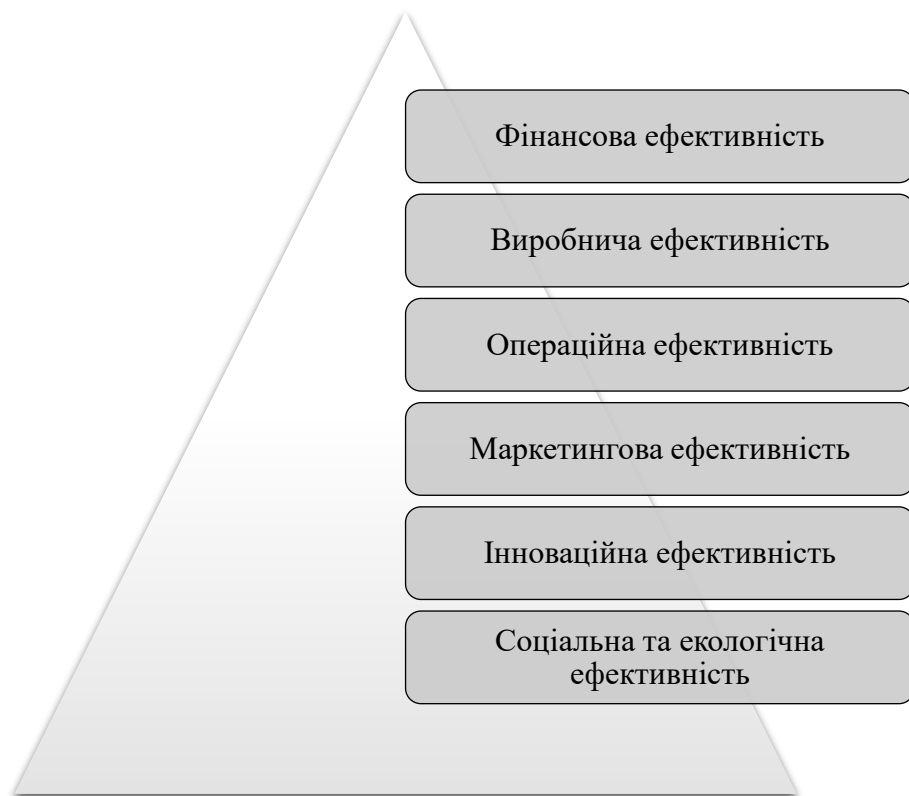 Фінансова ефективність
Виробнича ефективність
Операційна ефективність
Маркетингова ефективність
Інноваційна ефективність
Соціальна та екологічна
ефективність